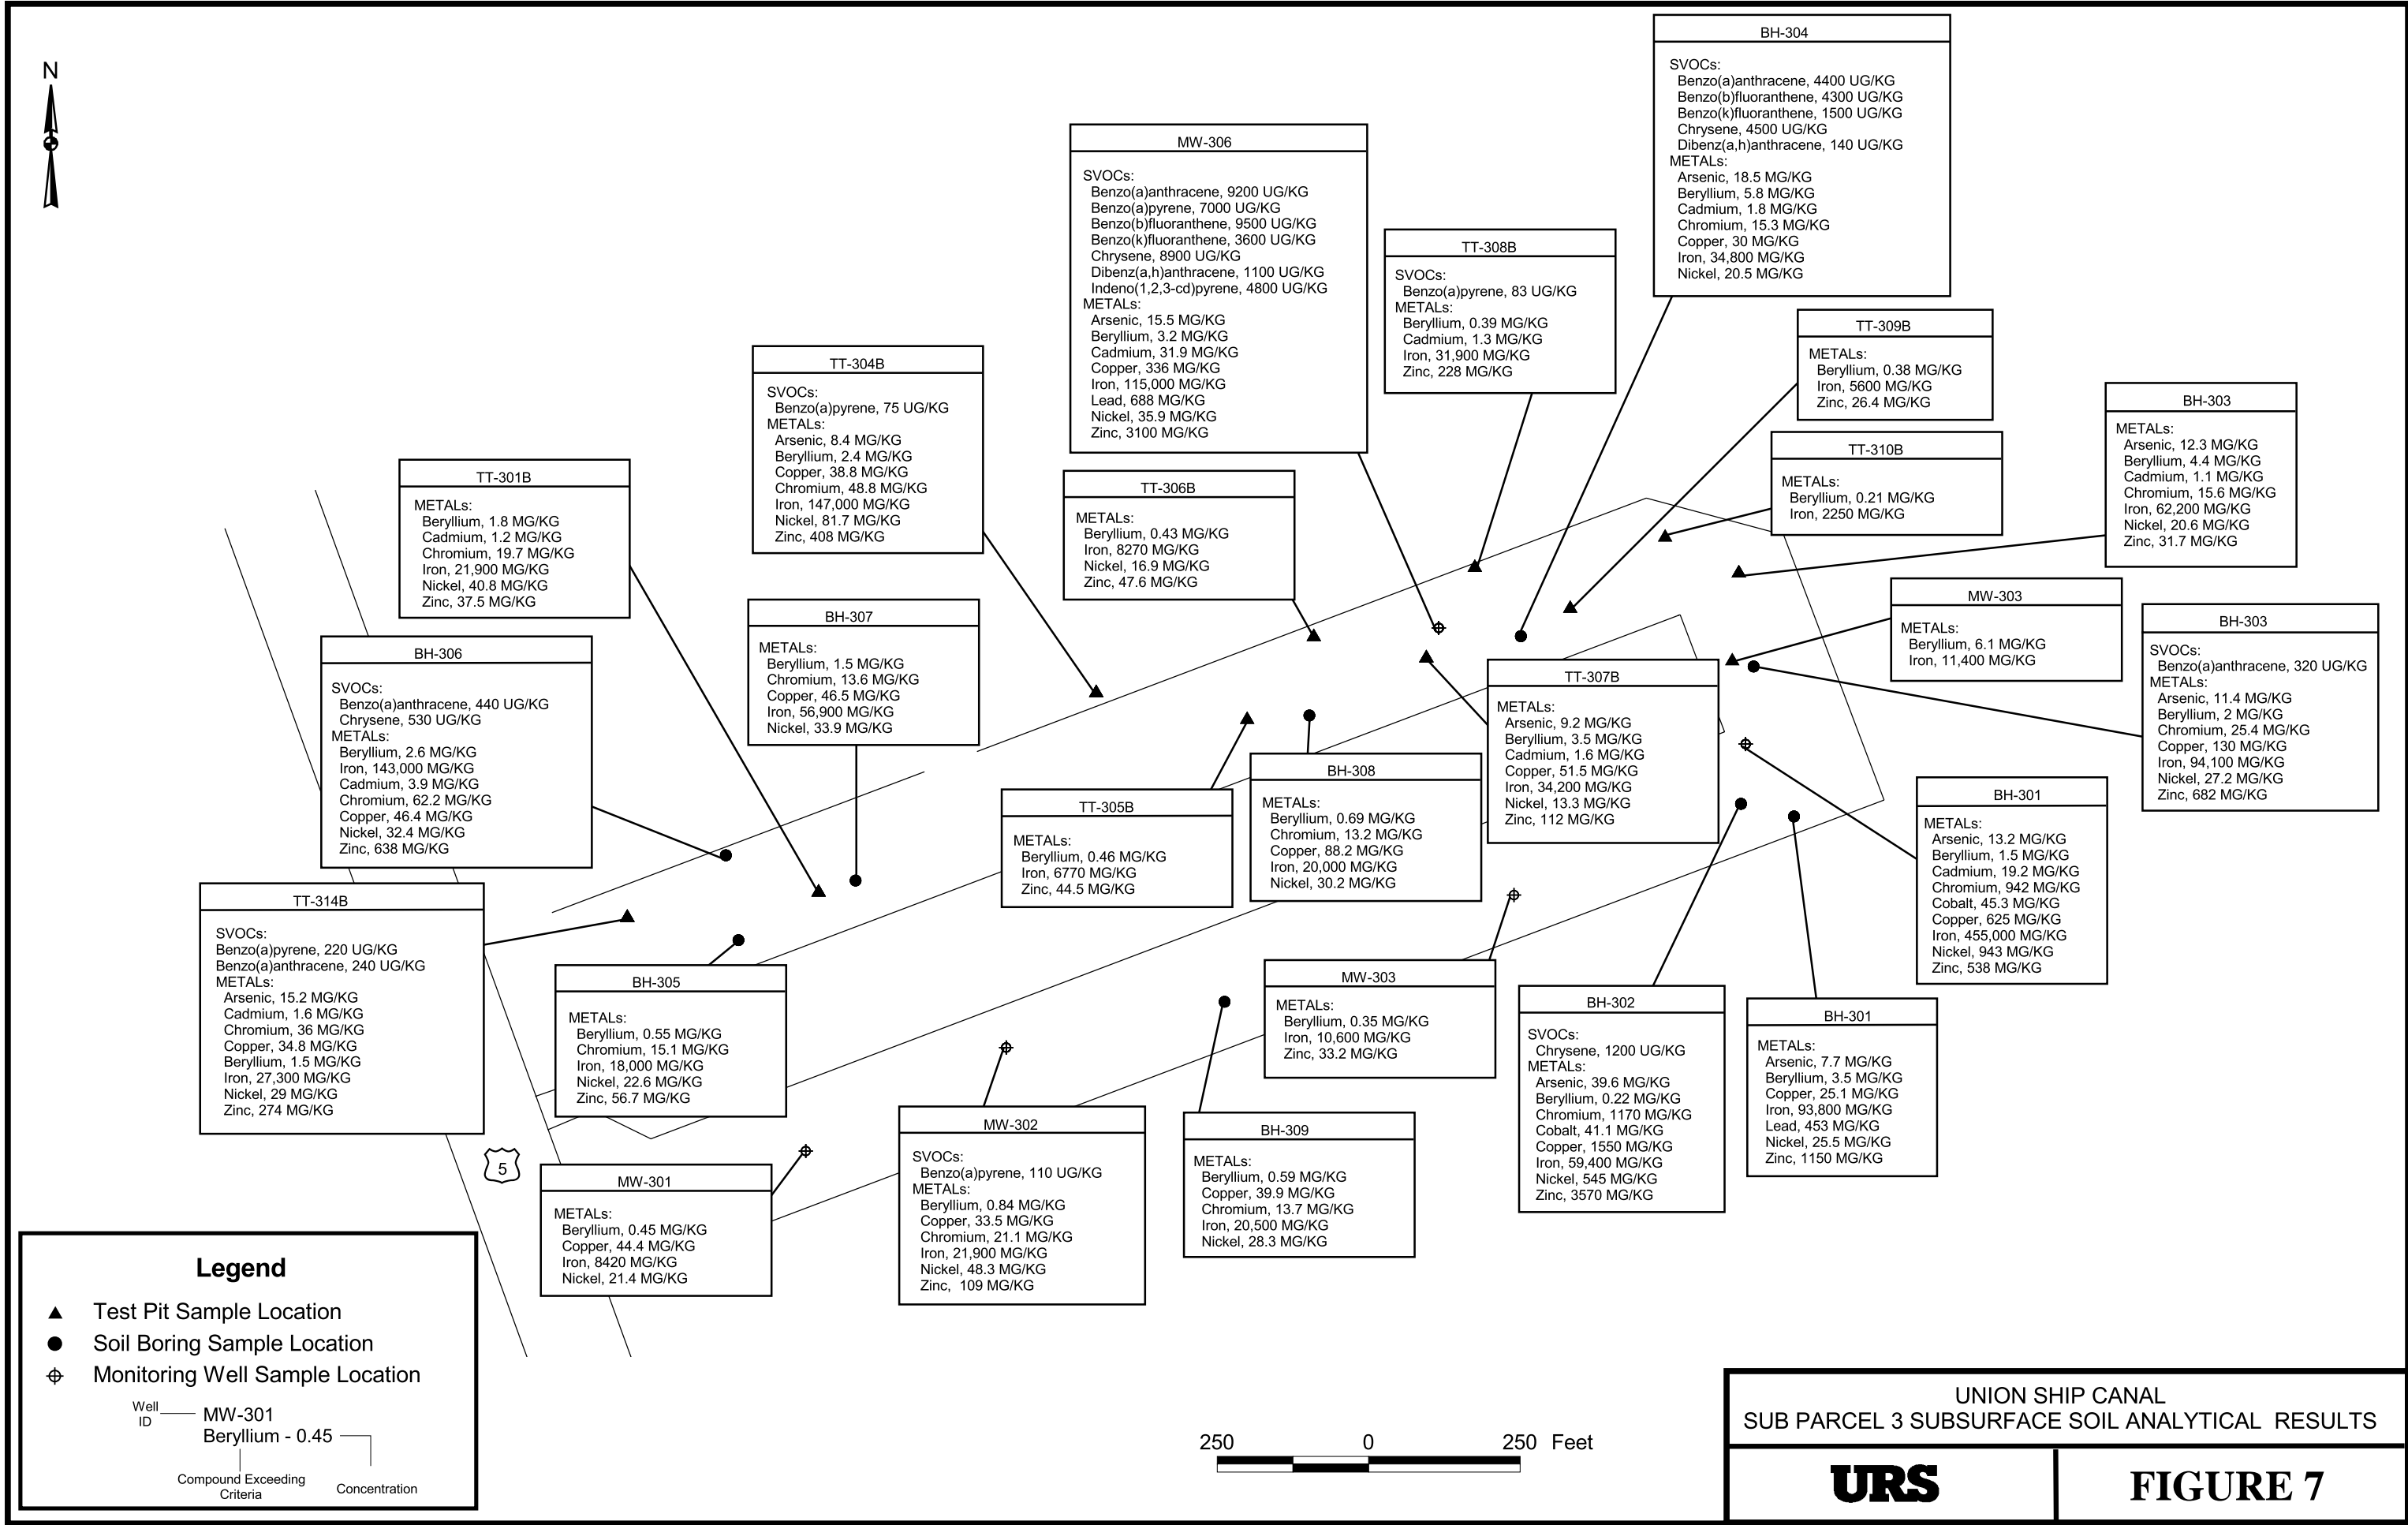 N
BH-304
SVOCs:
Benzo(a)anthracene, 4400 UG/KG
Benzo(b)fluoranthene, 4300 UG/KG
Benzo(k)fluoranthene, 1500 UG/KG
Chrysene, 4500 UG/KG
Dibenz(a,h)anthracene, 140 UG/KG
METALs:
Arsenic, 18.5 MG/KG
Beryllium, 5.8 MG/KG
Cadmium, 1.8 MG/KG
Chromium, 15.3 MG/KG
Copper, 30 MG/KG
Iron, 34,800 MG/KG
Nickel, 20.5 MG/KG
MW-306
SVOCs:
Benzo(a)anthracene, 9200 UG/KG
Benzo(a)pyrene, 7000 UG/KG
Benzo(b)fluoranthene, 9500 UG/KG
Benzo(k)fluoranthene, 3600 UG/KG
Chrysene, 8900 UG/KG
Dibenz(a,h)anthracene, 1100 UG/KG
Indeno(1,2,3-cd)pyrene, 4800 UG/KG
METALs:
Arsenic, 15.5 MG/KG
Beryllium, 3.2 MG/KG
Cadmium, 31.9 MG/KG
Copper, 336 MG/KG
Iron, 115,000 MG/KG
Lead, 688 MG/KG
Nickel, 35.9 MG/KG
Zinc, 3100 MG/KG
TT-308B
SVOCs:
Benzo(a)pyrene, 83 UG/KG
METALs:
Beryllium, 0.39 MG/KG
Cadmium, 1.3 MG/KG
Iron, 31,900 MG/KG
Zinc, 228 MG/KG
TT-309B
METALs:
Beryllium, 0.38 MG/KG
Iron, 5600 MG/KG
Zinc, 26.4 MG/KG
TT-304B
SVOCs:
Benzo(a)pyrene, 75 UG/KG
METALs:
Arsenic, 8.4 MG/KG
Beryllium, 2.4 MG/KG
Copper, 38.8 MG/KG
Chromium, 48.8 MG/KG
Iron, 147,000 MG/KG
Nickel, 81.7 MG/KG
Zinc, 408 MG/KG
BH-303
METALs:
Arsenic, 12.3 MG/KG
Beryllium, 4.4 MG/KG
Cadmium, 1.1 MG/KG
Chromium, 15.6 MG/KG
Iron, 62,200 MG/KG
Nickel, 20.6 MG/KG
Zinc, 31.7 MG/KG
TT-310B
METALs:
Beryllium, 0.21 MG/KG
Iron, 2250 MG/KG
TT-301B
METALs:
Beryllium, 1.8 MG/KG
Cadmium, 1.2 MG/KG
Chromium, 19.7 MG/KG
Iron, 21,900 MG/KG
Nickel, 40.8 MG/KG
Zinc, 37.5 MG/KG
TT-306B
METALs:
Beryllium, 0.43 MG/KG
Iron, 8270 MG/KG
Nickel, 16.9 MG/KG
Zinc, 47.6 MG/KG
MW-303
METALs:
Beryllium, 6.1 MG/KG
Iron, 11,400 MG/KG
BH-307
METALs:
Beryllium, 1.5 MG/KG
Chromium, 13.6 MG/KG
Copper, 46.5 MG/KG
Iron, 56,900 MG/KG
Nickel, 33.9 MG/KG
BH-303
SVOCs:
Benzo(a)anthracene, 320 UG/KG
METALs:
Arsenic, 11.4 MG/KG
Beryllium, 2 MG/KG
Chromium, 25.4 MG/KG
Copper, 130 MG/KG
Iron, 94,100 MG/KG
Nickel, 27.2 MG/KG
Zinc, 682 MG/KG
BH-306
SVOCs:
Benzo(a)anthracene, 440 UG/KG
Chrysene, 530 UG/KG
METALs:
Beryllium, 2.6 MG/KG
Iron, 143,000 MG/KG
Cadmium, 3.9 MG/KG
Chromium, 62.2 MG/KG
Copper, 46.4 MG/KG
Nickel, 32.4 MG/KG
Zinc, 638 MG/KG
TT-307B
METALs:
Arsenic, 9.2 MG/KG
Beryllium, 3.5 MG/KG
Cadmium, 1.6 MG/KG
Copper, 51.5 MG/KG
Iron, 34,200 MG/KG
Nickel, 13.3 MG/KG
Zinc, 112 MG/KG
BH-308
METALs:
Beryllium, 0.69 MG/KG
Chromium, 13.2 MG/KG
Copper, 88.2 MG/KG
Iron, 20,000 MG/KG
Nickel, 30.2 MG/KG
TT-305B
METALs:
Beryllium, 0.46 MG/KG
Iron, 6770 MG/KG
Zinc, 44.5 MG/KG
BH-301
METALs:
Arsenic, 13.2 MG/KG
Beryllium, 1.5 MG/KG
Cadmium, 19.2 MG/KG
Chromium, 942 MG/KG
Cobalt, 45.3 MG/KG
Copper, 625 MG/KG
Iron, 455,000 MG/KG
Nickel, 943 MG/KG
Zinc, 538 MG/KG
TT-314B
SVOCs:
Benzo(a)pyrene, 220 UG/KG
Benzo(a)anthracene, 240 UG/KG
METALs:
Arsenic, 15.2 MG/KG
Cadmium, 1.6 MG/KG
Chromium, 36 MG/KG
Copper, 34.8 MG/KG
Beryllium, 1.5 MG/KG
Iron, 27,300 MG/KG
Nickel, 29 MG/KG
Zinc, 274 MG/KG
BH-305
METALs:
Beryllium, 0.55 MG/KG
Chromium, 15.1 MG/KG
Iron, 18,000 MG/KG
Nickel, 22.6 MG/KG
Zinc, 56.7 MG/KG
MW-303
METALs:
Beryllium, 0.35 MG/KG
Iron, 10,600 MG/KG
Zinc, 33.2 MG/KG
BH-302
SVOCs:
Chrysene, 1200 UG/KG
METALs:
Arsenic, 39.6 MG/KG
Beryllium, 0.22 MG/KG
Chromium, 1170 MG/KG
Cobalt, 41.1 MG/KG
Copper, 1550 MG/KG
Iron, 59,400 MG/KG
Nickel, 545 MG/KG
Zinc, 3570 MG/KG
BH-301
METALs:
Arsenic, 7.7 MG/KG
Beryllium, 3.5 MG/KG
Copper, 25.1 MG/KG
Iron, 93,800 MG/KG
Lead, 453 MG/KG
Nickel, 25.5 MG/KG
Zinc, 1150 MG/KG
MW-302
SVOCs:
Benzo(a)pyrene, 110 UG/KG
METALs:
Beryllium, 0.84 MG/KG
Copper, 33.5 MG/KG
Chromium, 21.1 MG/KG
Iron, 21,900 MG/KG
Nickel, 48.3 MG/KG
Zinc, 109 MG/KG
BH-309
METALs:
Beryllium, 0.59 MG/KG
Copper, 39.9 MG/KG
Chromium, 13.7 MG/KG
Iron, 20,500 MG/KG
Nickel, 28.3 MG/KG
5
MW-301
METALs:
Beryllium, 0.45 MG/KG
Copper, 44.4 MG/KG
Iron, 8420 MG/KG
Nickel, 21.4 MG/KG
Legend
Test Pit Sample Location
Soil Boring Sample Location
Monitoring Well Sample Location
Well
ID
MW-301
Beryllium - 0.45
Compound Exceeding
Criteria
Concentration
250 0 250 Feet
UNION SHIP CANAL
SUB PARCEL 3 SUBSURFACE SOIL ANALYTICAL RESULTS
URS
FIGURE 7